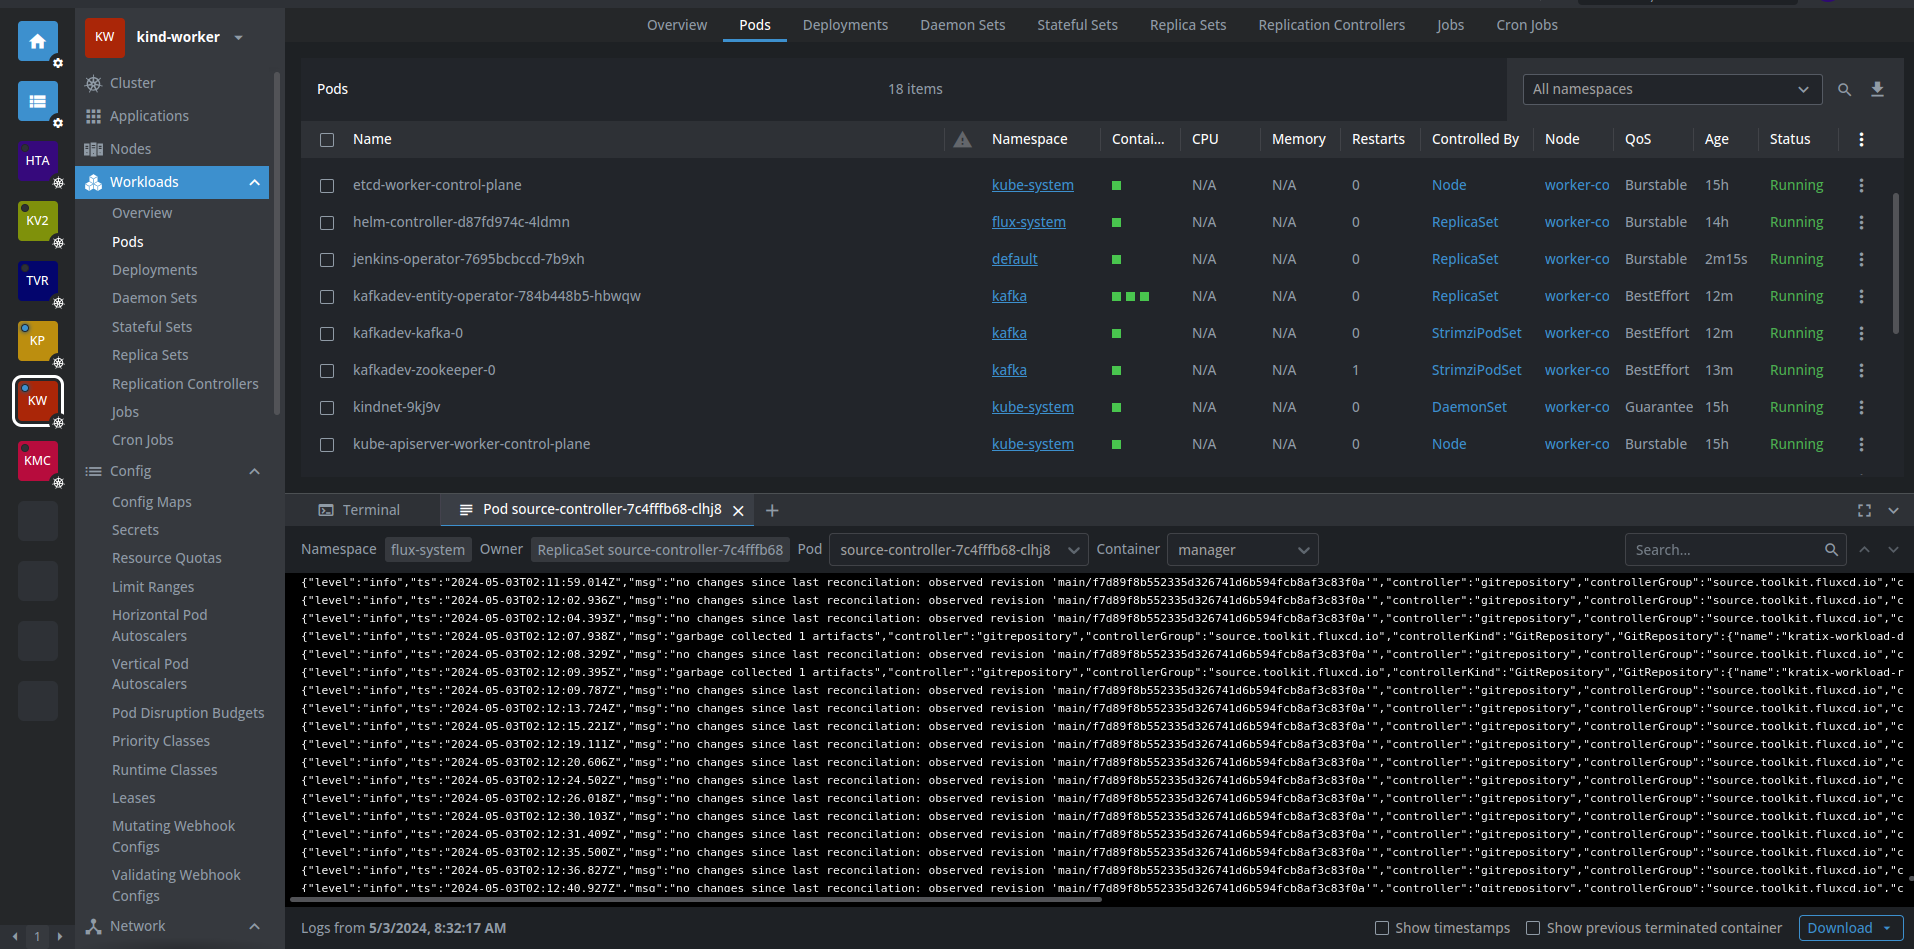 HTA
KV2
TVR
KP
KW
KMC
1
KW kind-worker
Cluster
Applications
Nodes
Workloads
Overview
Pods
Deployments
Daemon Sets
Stateful Sets
Replica Sets
Replication Controllers
Jobs
Cron Jobs
Config
Config Maps
Secrets
Resource Quotas
Limit Ranges
Horizontal Pod
Autoscalers
Vertical Pod
Autoscalers
Pod Disruption Budgets
Priority Classes
Runtime Classes
Leases
Mutating Webhook
Configs
Validating Webhook
Configs
Network
Overview Pods Deployments Daemon Sets Stateful Sets Replica Sets Replication Controllers Jobs Cron Jobs
Pods 18 items All namespaces
Name Namespace Contai... CPU Memory Restarts Controlled By Node QoS Age Status
etcd-worker-control-plane kube-system N/A N/A 0 Node worker-co Burstable 15h Running
helm-controller-d87fd974c-4ldmn flux-system N/A N/A 0 ReplicaSet worker-co Burstable 14h Running
jenkins-operator-7695bcbccd-7b9xh default N/A N/A 0 ReplicaSet worker-co Burstable 2m15s Running
kafkadev-entity-operator-784b448b5-hbwqw kafka N/A N/A 0 ReplicaSet worker-co BestEffort 12m Running
kafkadev-kafka-0 kafka N/A N/A 0 StrimziPodSet worker-co BestEffort 12m Running
kafkadev-zookeeper-0 kafka N/A N/A 1 StrimziPodSet worker-co BestEffort 13m Running
kindnet-9kj9v kube-system N/A N/A 0 DaemonSet worker-co Guarantee 15h Running
kube-apiserver-worker-control-plane kube-system N/A N/A 0 Node worker-co Burstable 15h Running
Terminal Pod source-controller-7c4fffb68-clhj8
Namespace flux-system Owner ReplicaSet source-controller-7c4fffb68 Pod source-controller-7c4fffb68-clhj8 Container manager Search...
{"level":"info","ts":"2024-05-03T02:11:59.014Z","msg":"no changes since last reconcilation: observed revision 'main/f7d89f8b552335d326741d6b594fcb8af3c83f0a'","controller":"gitrepository","controllerGroup":"source.toolkit.fluxcd.io","c
{"level":"info","ts":"2024-05-03T02:12:02.936Z","msg":"no changes since last reconcilation: observed revision 'main/f7d89f8b552335d326741d6b594fcb8af3c83f0a'","controller":"gitrepository","controllerGroup":"source.toolkit.fluxcd.io","c
{"level":"info","ts":"2024-05-03T02:12:04.393Z","msg":"no changes since last reconcilation: observed revision 'main/f7d89f8b552335d326741d6b594fcb8af3c83f0a'","controller":"gitrepository","controllerGroup":"source.toolkit.fluxcd.io","c
{"level":"info","ts":"2024-05-03T02:12:07.938Z","msg":"garbage collected 1 artifacts","controller":"gitrepository","controllerGroup":"source.toolkit.fluxcd.io","controllerKind":"GitRepository","GitRepository":{"name":"kratix-workload-d
{"level":"info","ts":"2024-05-03T02:12:08.329Z","msg":"no changes since last reconcilation: observed revision 'main/f7d89f8b552335d326741d6b594fcb8af3c83f0a'","controller":"gitrepository","controllerGroup":"source.toolkit.fluxcd.io","c
{"level":"info","ts":"2024-05-03T02:12:09.395Z","msg":"garbage collected 1 artifacts","controller":"gitrepository","controllerGroup":"source.toolkit.fluxcd.io","controllerKind":"GitRepository","GitRepository":{"name":"kratix-workload-r
{"level":"info","ts":"2024-05-03T02:12:09.787Z","msg":"no changes since last reconcilation: observed revision 'main/f7d89f8b552335d326741d6b594fcb8af3c83f0a'","controller":"gitrepository","controllerGroup":"source.toolkit.fluxcd.io","c
{"level":"info","ts":"2024-05-03T02:12:13.724Z","msg":"no changes since last reconcilation: observed revision 'main/f7d89f8b552335d326741d6b594fcb8af3c83f0a'","controller":"gitrepository","controllerGroup":"source.toolkit.fluxcd.io","c
{"level":"info","ts":"2024-05-03T02:12:15.221Z","msg":"no changes since last reconcilation: observed revision 'main/f7d89f8b552335d326741d6b594fcb8af3c83f0a'","controller":"gitrepository","controllerGroup":"source.toolkit.fluxcd.io","c
{"level":"info","ts":"2024-05-03T02:12:19.111Z","msg":"no changes since last reconcilation: observed revision 'main/f7d89f8b552335d326741d6b594fcb8af3c83f0a'","controller":"gitrepository","controllerGroup":"source.toolkit.fluxcd.io","c
{"level":"info","ts":"2024-05-03T02:12:20.606Z","msg":"no changes since last reconcilation: observed revision 'main/f7d89f8b552335d326741d6b594fcb8af3c83f0a'","controller":"gitrepository","controllerGroup":"source.toolkit.fluxcd.io","c
{"level":"info","ts":"2024-05-03T02:12:24.502Z","msg":"no changes since last reconcilation: observed revision 'main/f7d89f8b552335d326741d6b594fcb8af3c83f0a'","controller":"gitrepository","controllerGroup":"source.toolkit.fluxcd.io","c
{"level":"info","ts":"2024-05-03T02:12:26.018Z","msg":"no changes since last reconcilation: observed revision 'main/f7d89f8b552335d326741d6b594fcb8af3c83f0a'","controller":"gitrepository","controllerGroup":"source.toolkit.fluxcd.io","c
{"level":"info","ts":"2024-05-03T02:12:30.103Z","msg":"no changes since last reconcilation: observed revision 'main/f7d89f8b552335d326741d6b594fcb8af3c83f0a'","controller":"gitrepository","controllerGroup":"source.toolkit.fluxcd.io","c
{"level":"info","ts":"2024-05-03T02:12:31.409Z","msg":"no changes since last reconcilation: observed revision 'main/f7d89f8b552335d326741d6b594fcb8af3c83f0a'","controller":"gitrepository","controllerGroup":"source.toolkit.fluxcd.io","c
{"level":"info","ts":"2024-05-03T02:12:35.500Z","msg":"no changes since last reconcilation: observed revision 'main/f7d89f8b552335d326741d6b594fcb8af3c83f0a'","controller":"gitrepository","controllerGroup":"source.toolkit.fluxcd.io","c
{"level":"info","ts":"2024-05-03T02:12:36.827Z","msg":"no changes since last reconcilation: observed revision 'main/f7d89f8b552335d326741d6b594fcb8af3c83f0a'","controller":"gitrepository","controllerGroup":"source.toolkit.fluxcd.io","c
{"level":"info","ts":"2024-05-03T02:12:40.927Z","msg":"no changes since last reconcilation: observed revision 'main/f7d89f8b552335d326741d6b594fcb8af3c83f0a'","controller":"gitrepository","controllerGroup":"source.toolkit.fluxcd.io","c
Logs from 5/3/2024, 8:32:17 AM Show timestamps Show previous terminated container Download